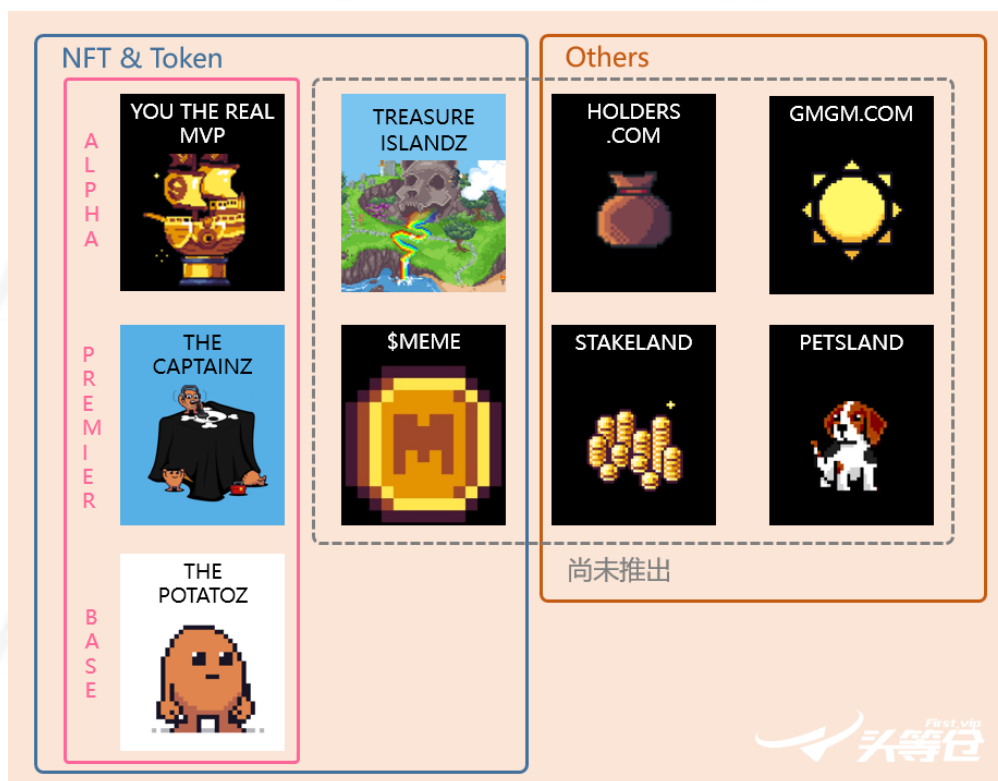 NFT & Token
Others
ALPHA
YOU THE REAL
MVP
TREASURE
ISLANDZ
HOLDERS
.COM
GMGM.COM
PREMIER
THE
CAPTAINZ
$MEME
M
STAKELAND
PETSLAND
尚未推出
BASE
THE
POTATOZ
First.vip
头等仓